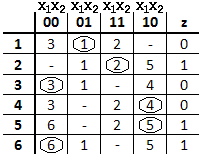 x1x2 x1x2 x1x2 x1x2
00 01 11 10 z
1 3 1 2 - 0
2 - 1 2 5 1
3 3 1 - 4 0
4 3 - 2 4 0
5 6 - 2 5 1
6 6 1 - 5 1